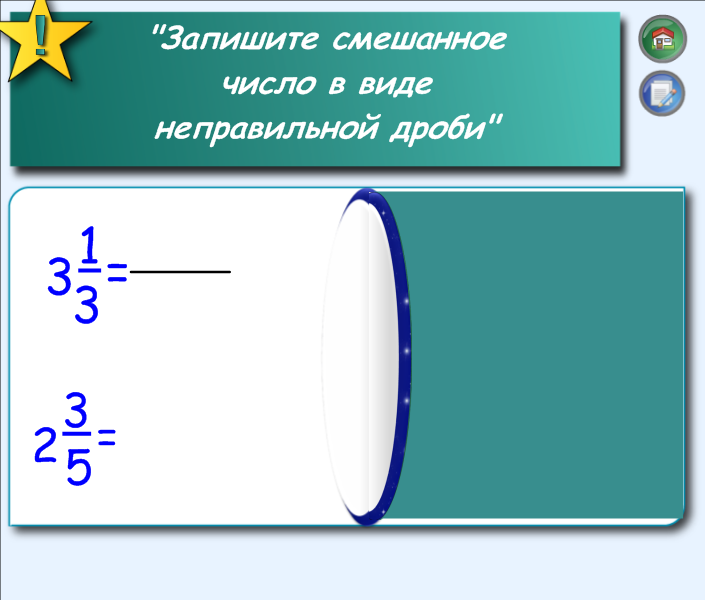 !
"Запишите смешанное
число в виде
неправильной дроби"
3 1/3 =
2 3/5 =